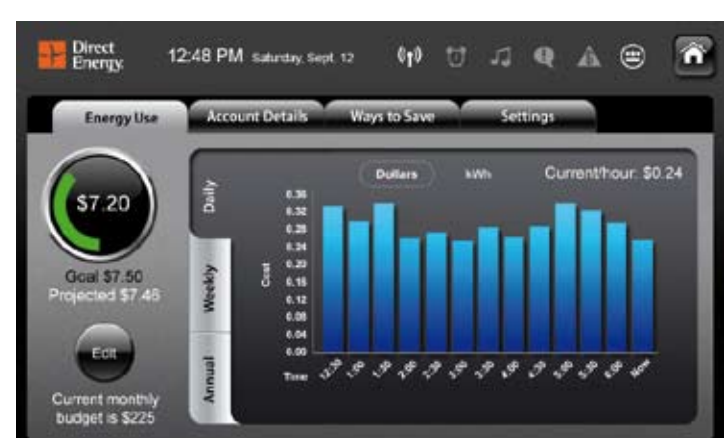 Direct
Energy.
12:48 PM Saturday, Sept. 12
Energy Use
Account Details
Ways to Save
Settings
$7.20
Goal $7.50
Projected $7.46
Edit
Current monthly
budget is $225
Daily
Weekly
Annual
Dollars
kWh
Current/hour: $0.24
Cost
0.36
0.32
0.28
0.24
0.20
0.16
0.12
0.08
0.04
0.00
Time
12:30
1:00
1:30
2:00
2:30
3:00
3:30
4:00
4:30
5:00
5:30
6:00
Now